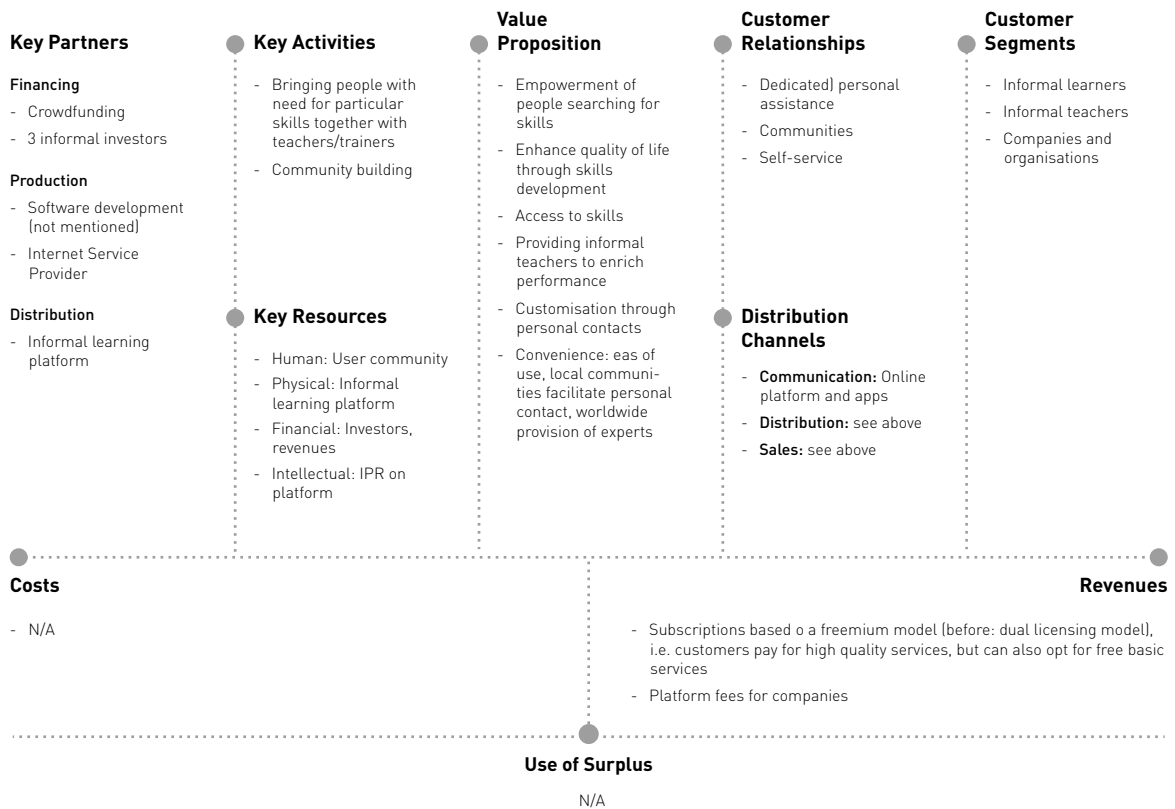 Key Partners
Financing
- Crowdfunding
- 3 informal investors
Production
- Software development
(not mentioned)
- Internet Service
Provider
Distribution
- Informal learning
platform
Key Activities
- Bringing people with
need for particular
skills together with
teachers/trainers
- Community building
Key Resources
- Human: User community
- Physical: Informal
learning platform
- Financial: Investors,
revenues
- Intellectual: IPR on
platform
Value
Proposition
- Empowerment of
people searching for
skills
- Enhance quality of life
through skills
development
- Access to skills
- Providing informal
teachers to enrich
performance
- Customisation through
personal contacts
- Convenience: eas of
use, local communi-
ties facilitate personal
contact, worldwide
provision of experts
Customer
Relationships
- Dedicated) personal
assistance
- Communities
- Self-service
Distribution
Channels
- Communication: Online
platform and apps
- Distribution: see above
- Sales: see above
Customer
Segments
- Informal learners
- Informal teachers
- Companies and
organisations
Costs
- N/A
Revenues
- Subscriptions based o a freemium model (before: dual licensing model),
i.e. customers pay for high quality services, but can also opt for free basic
services
- Platform fees for companies
Use of Surplus
N/A